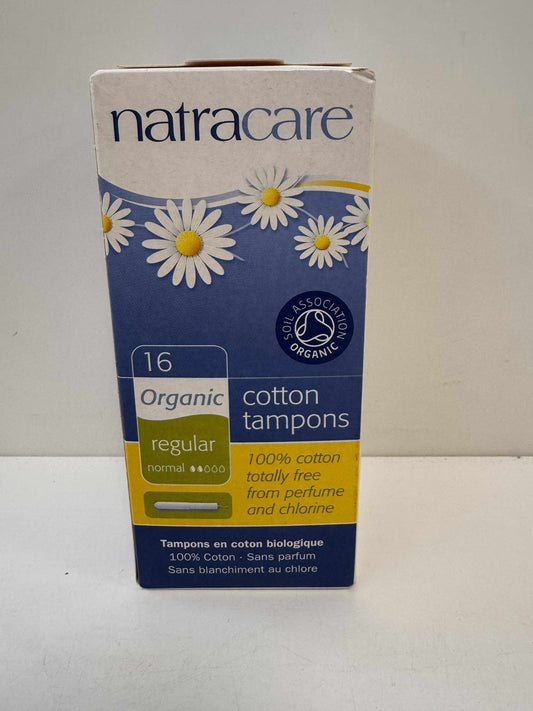 natracare®
SOIL ASSOCIATION
ORGANIC
16
Organic
regular
normal
cotton
tampons
100% cotton
totally free
from perfume
and chlorine
Tampons en coton biologique
100% Coton · Sans parfum
Sans blanchiment au chlore